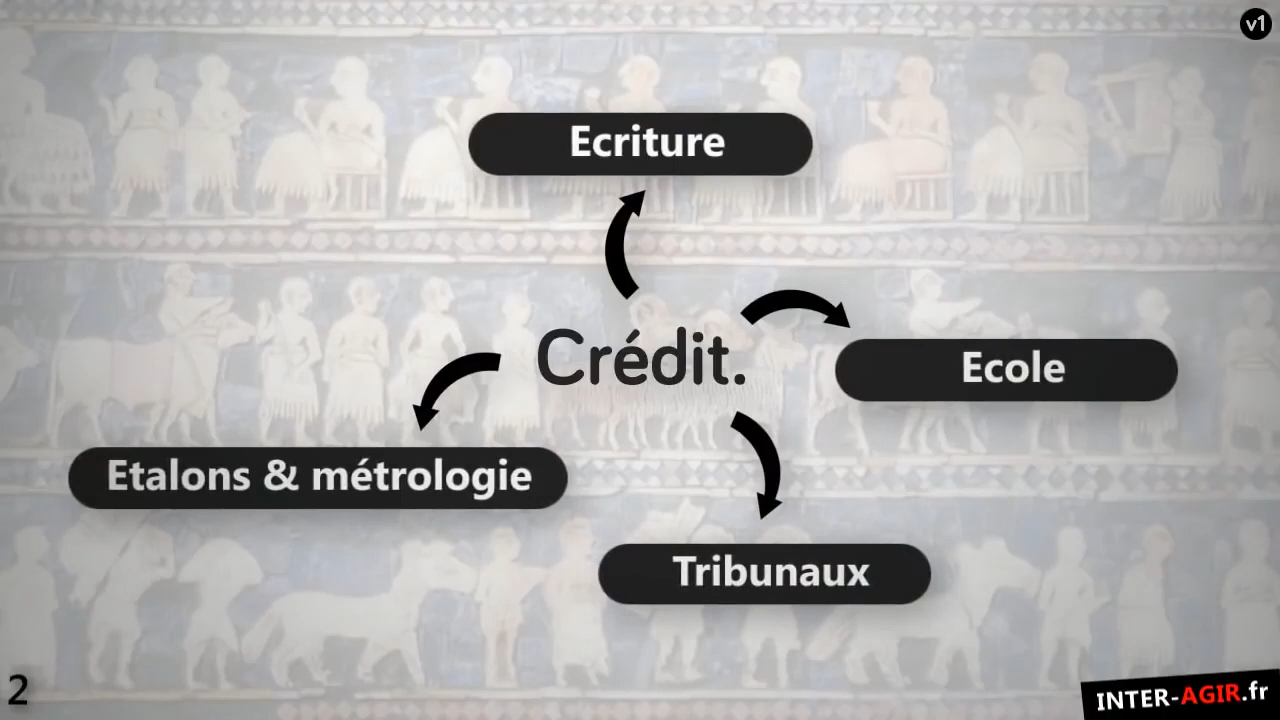 v1
Ecriture
Crédit.
Ecole
Etalons & métrologie
Tribunaux
2
INTER-AGIR.fr